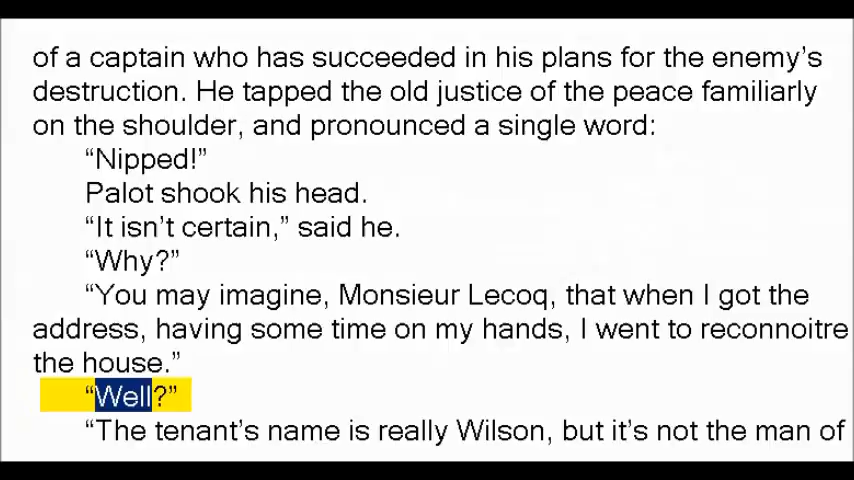 of a captain who has succeeded in his plans for the enemy’s
destruction. He tapped the old justice of the peace familiarly
on the shoulder, and pronounced a single word:
“Nipped!”
Palot shook his head.
“It isn’t certain,” said he.
“Why?”
“You may imagine, Monsieur Lecoq, that when I got the
address, having some time on my hands, I went to reconnoitre
the house.”
“Well?”
“The tenant’s name is really Wilson, but it’s not the man of